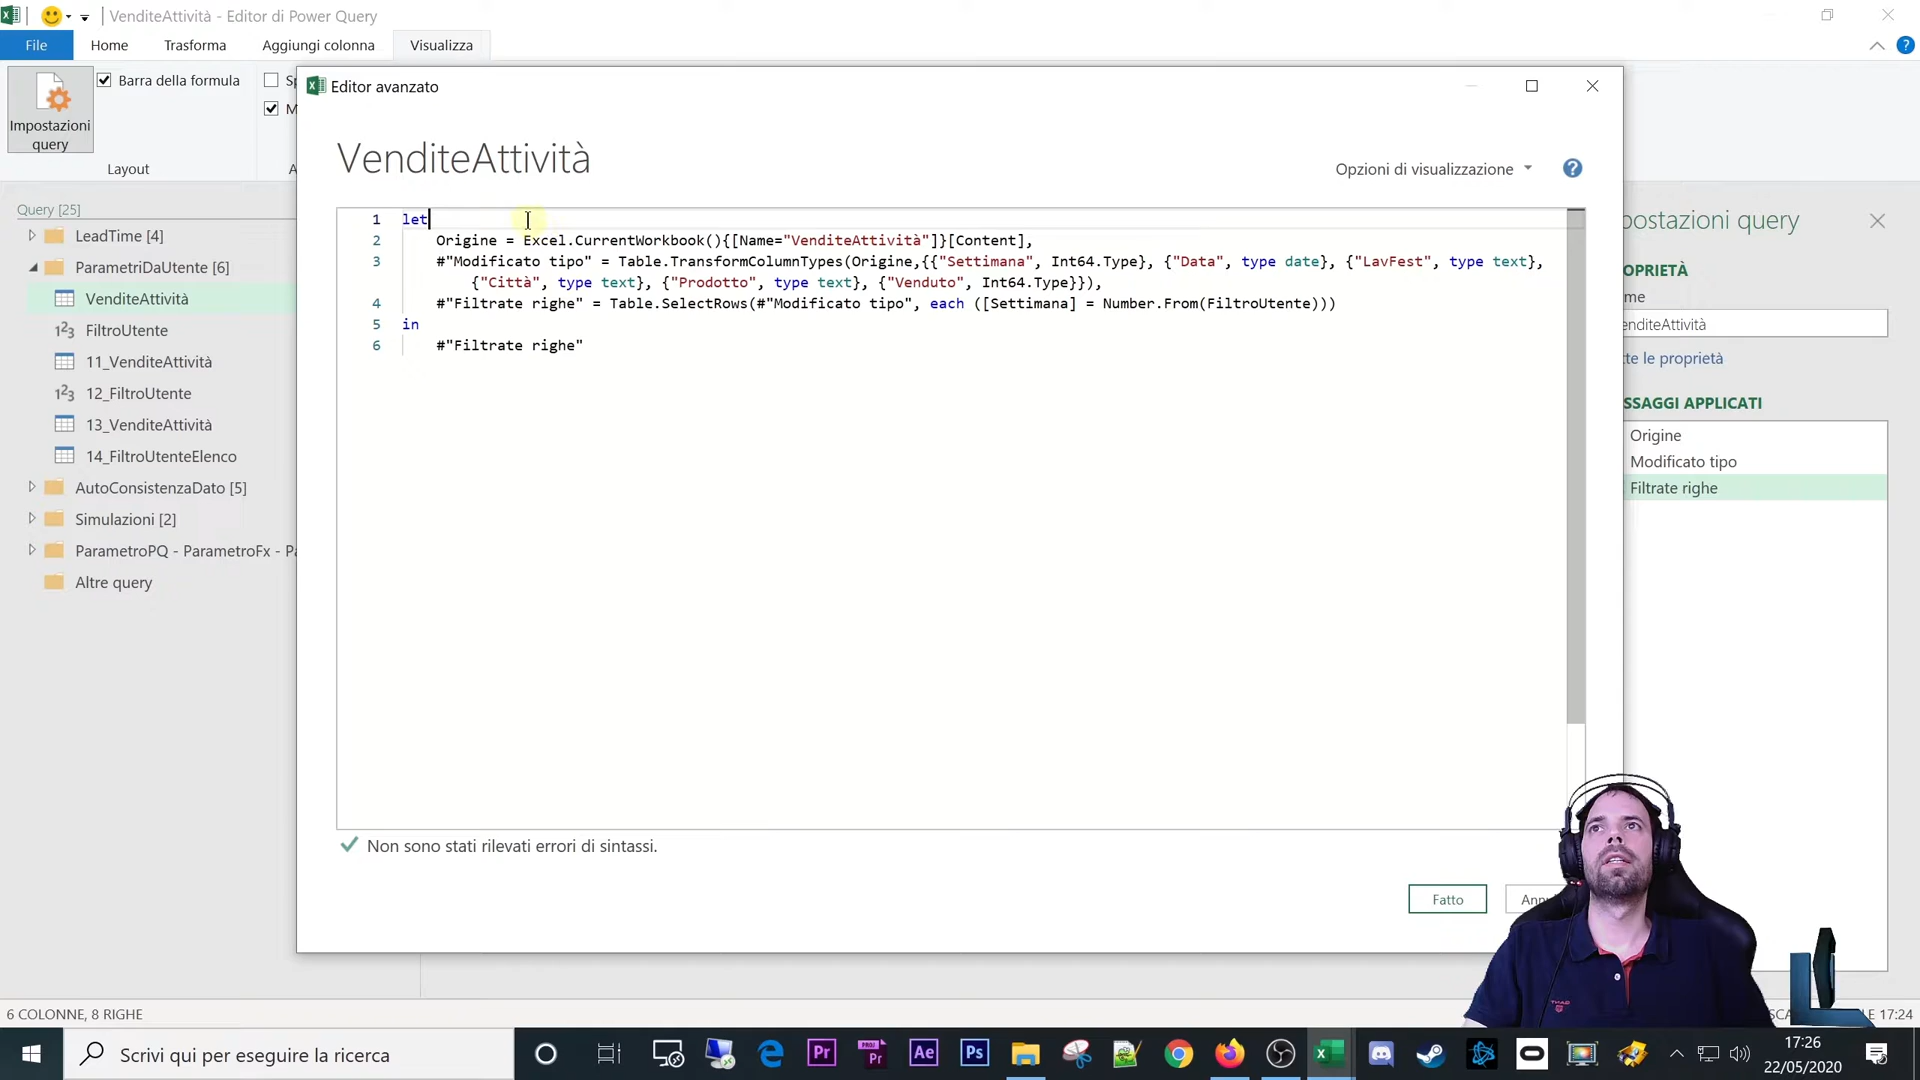 VenditeAttività - Editor di Power Query
File Home Trasforma Aggiungi colonna Visualizza
Impostazioni query
Barra della formula
Layout
Editor avanzato
VenditeAttività
Opzioni di visualizzazione
1 let
2 Origine = Excel.CurrentWorkbook(){[Name="VenditeAttività"]}[Content],
3 #"Modificato tipo" = Table.TransformColumnTypes(Origine,{{"Settimana", Int64.Type}, {"Data", type date}, {"LavFest", type text},
{"Città", type text}, {"Prodotto", type text}, {"Venduto", Int64.Type}}),
4 #"Filtrate righe" = Table.SelectRows(#"Modificato tipo", each ([Settimana] = Number.From(FiltroUtente)))
5 in
6 #"Filtrate righe"
Non sono stati rilevati errori di sintassi.
Fatto
Query [25]
LeadTime [4]
ParametriDaUtente [6]
VenditeAttività
FiltroUtente
11_VenditeAttività
12_FiltroUtente
13_VenditeAttività
14_FiltroUtenteElenco
AutoConsistenzaDato [5]
Simulazioni [2]
ParametroPQ - ParametroFx - Pa
Altre query
postazioni query
ROPRIETÀ
me
enditeAttività
te le proprietà
SSAGGI APPLICATI
Origine
Modificato tipo
Filtrate righe
6 COLONNE, 8 RIGHE
E 17:24
Scrivi qui per eseguire la ricerca
17:26
22/05/2020